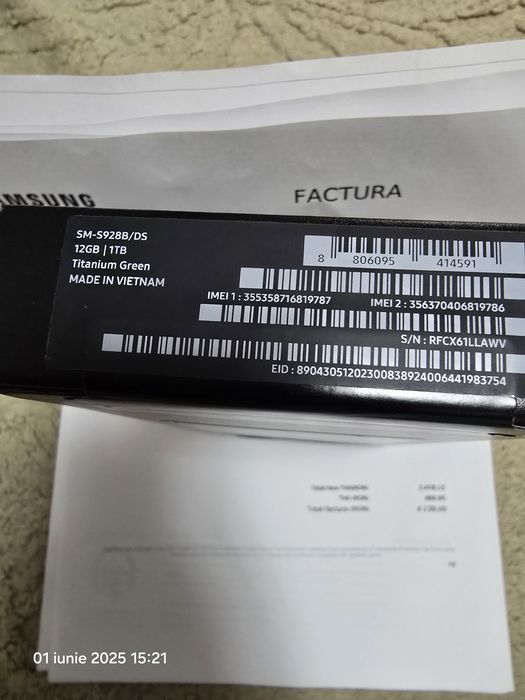 MSUNG
FACTURA
SM-S928B/DS
12GB | 1TB
Titanium Green
MADE IN VIETNAM
8 806095 414591
IMEI 1 : 355358716819787
IMEI 2 : 356370406819786
S/N : RFCX61LLAWV
EID : 89043051202300838924006441983754
01 iunie 2025 15:21